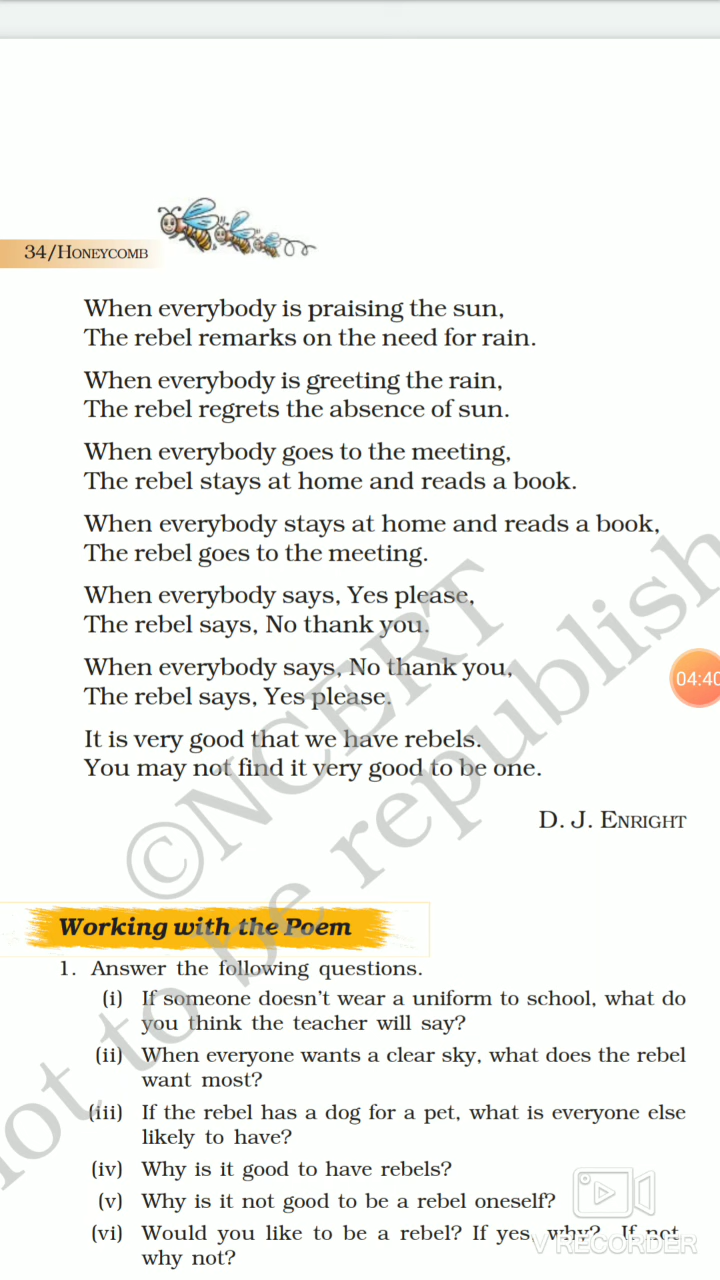 34/HONEYCOMB
When everybody is praising the sun,
The rebel remarks on the need for rain.
When everybody is greeting the rain,
The rebel regrets the absence of sun.
When everybody goes to the meeting,
The rebel stays at home and reads a book.
When everybody stays at home and reads a book,
The rebel goes to the meeting.
When everybody says, Yes please,
The rebel says, No thank you.
When everybody says, No thank you,
The rebel says, Yes please.
It is very good that we have rebels.
You may not find it very good to be one.
D. J. ENRIGHT
Working with the Poem
1. Answer the following questions.
(i) If someone doesn't wear a uniform to school, what do
you think the teacher will say?
(ii) When everyone wants a clear sky, what does the rebel
want most?
(iii) If the rebel has a dog for a pet, what is everyone else
likely to have?
(iv) Why is it good to have rebels?
(v) Why is it not good to be a rebel oneself?
(vi) Would you like to be a rebel? If yes, why? If not,
why not?
©NCERT
not to be republish
04:40
V RECORDER